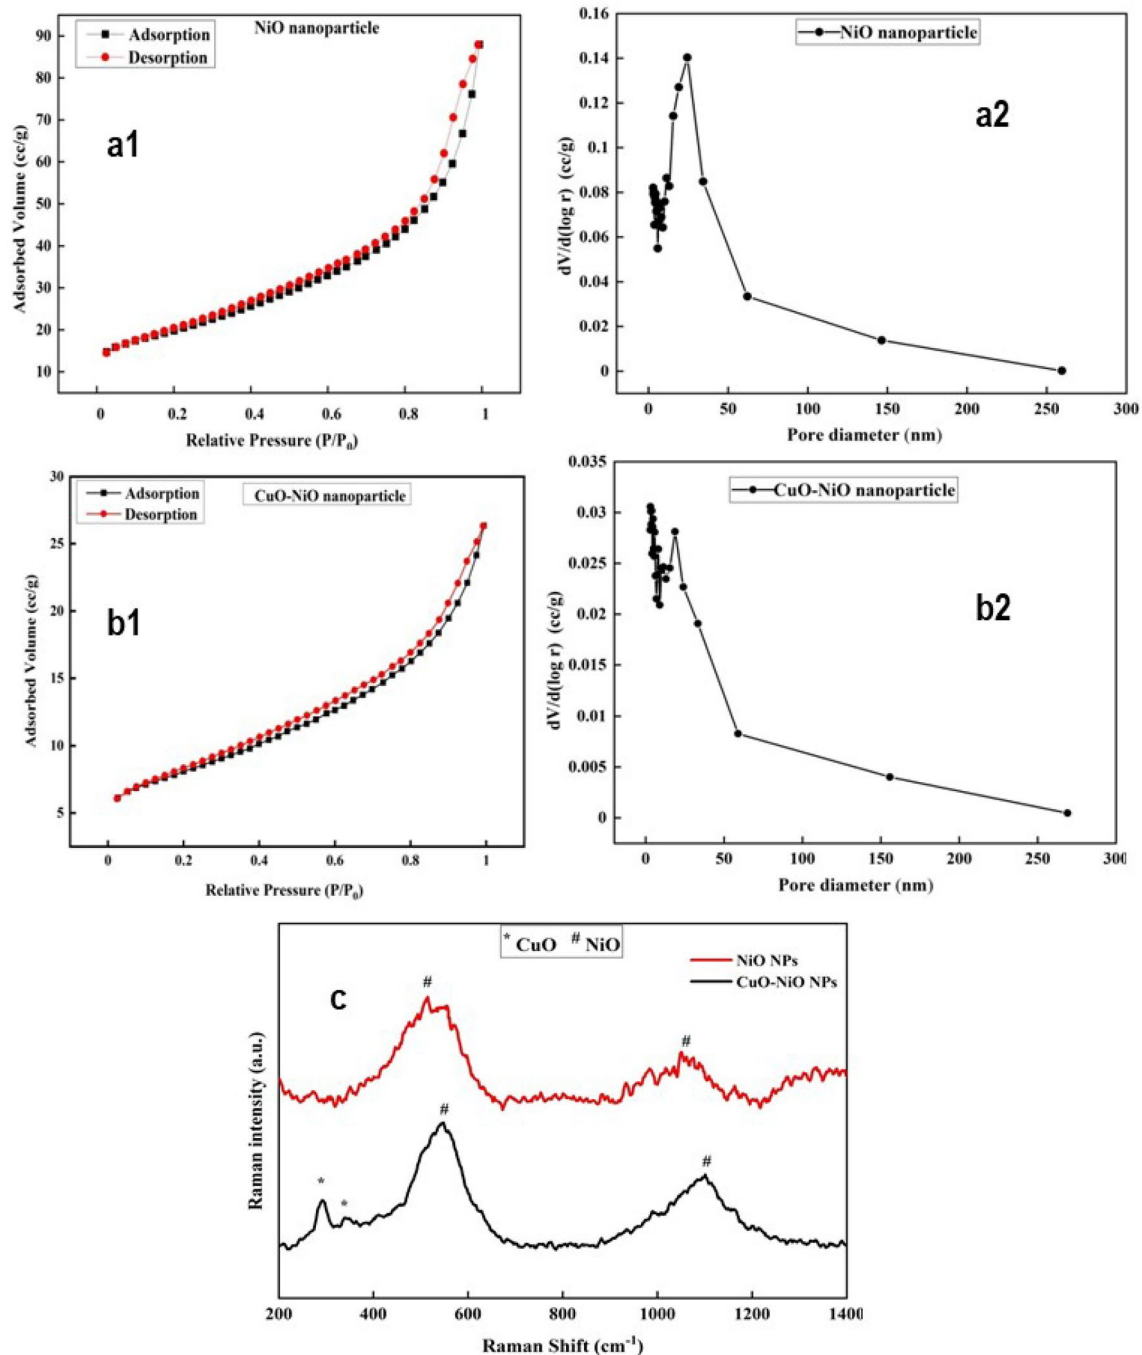 NiO nanoparticle
Adsorption
Desorption
a1
90
80
70
60
50
40
30
20
10
Adsorbed Volume (cc/g)
0 0.2 0.4 0.6 0.8 1
Relative Pressure (P/P0)
NiO nanoparticle
a2
0.16
0.14
0.12
0.1
0.08
0.06
0.04
0.02
0
dV/d(log r) (cc/g)
0 50 100 150 200 250 300
Pore diameter (nm)
Adsorption
Desorption
CuO-NiO nanoparticle
b1
30
25
20
15
10
5
Adsorbed Volume (cc/g)
0 0.2 0.4 0.6 0.8 1
Relative Pressure (P/P0)
CuO-NiO nanoparticle
b2
0.035
0.03
0.025
0.02
0.015
0.01
0.005
0
dV/d(log r) (cc/g)
0 50 100 150 200 250 300
Pore diameter (nm)
* CuO # NiO
NiO NPs
CuO-NiO NPs
c
#
#
#
#
*
*
Raman intensity (a.u.)
200 400 600 800 1000 1200 1400
Raman Shift (cm-1)